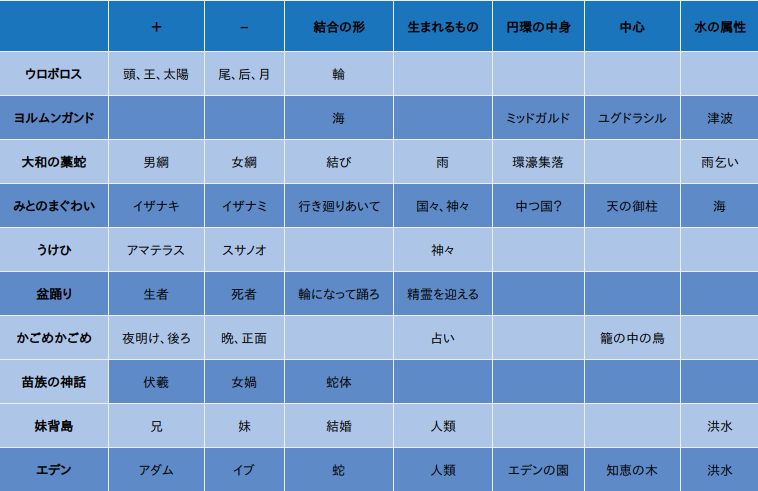 ＋ － 結合の形 生まれるもの 円環の中身 中心 水の属性
ウロボロス 頭、王、太陽 尾、后、月 輪
ヨルムンガンド 海 ミッドガルド ユグドラシル 津波
大和の藁蛇 男綱 女綱 結び 雨 環濠集落 雨乞い
みとのまぐわい イザナキ イザナミ 行き廻りあいて 国々、神々 中つ国？ 天の御柱 海
うけひ アマテラス スサノオ 神々
盆踊り 生者 死者 輪になって踊ろ 精霊を迎える
かごめかごめ 夜明け、後ろ 晩、正面 占い 籠の中の鳥
苗族の神話 伏羲 女媧 蛇体
妹背島 兄 妹 結婚 人類 洪水
エデン アダム イブ 蛇 人類 エデンの園 知恵の木 洪水